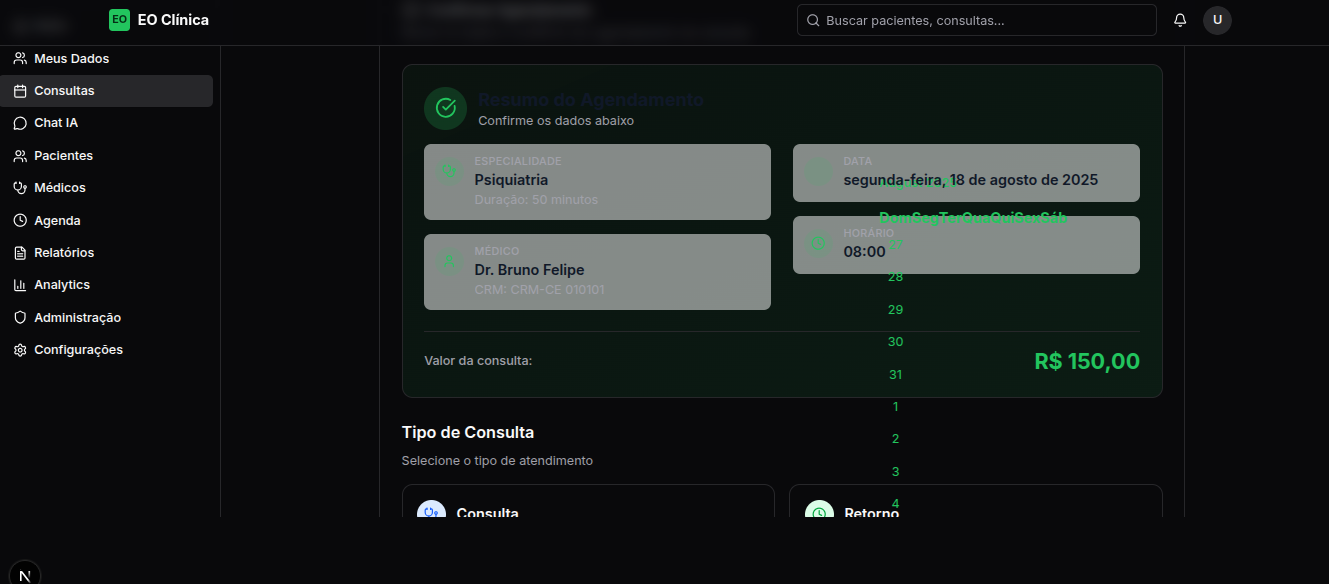 EO EO Clínica
Buscar pacientes, consultas...
U
Meus Dados
Consultas
Chat IA
Pacientes
Médicos
Agenda
Relatórios
Analytics
Administração
Configurações
N
Resumo do Agendamento
Confirme os dados abaixo
ESPECIALIDADE
Psiquiatria
Duração: 50 minutos
MÉDICO
Dr. Bruno Felipe
CRM: CRM-CE 010101
DATA
segunda-feira, 18 de agosto de 2025
DomSegTerQuaQuiSexSáb
HORÁRIO
08:00
27
28
29
30
31
1
2
3
4
Valor da consulta:
R$ 150,00
Tipo de Consulta
Selecione o tipo de atendimento
Consulta
Retorno